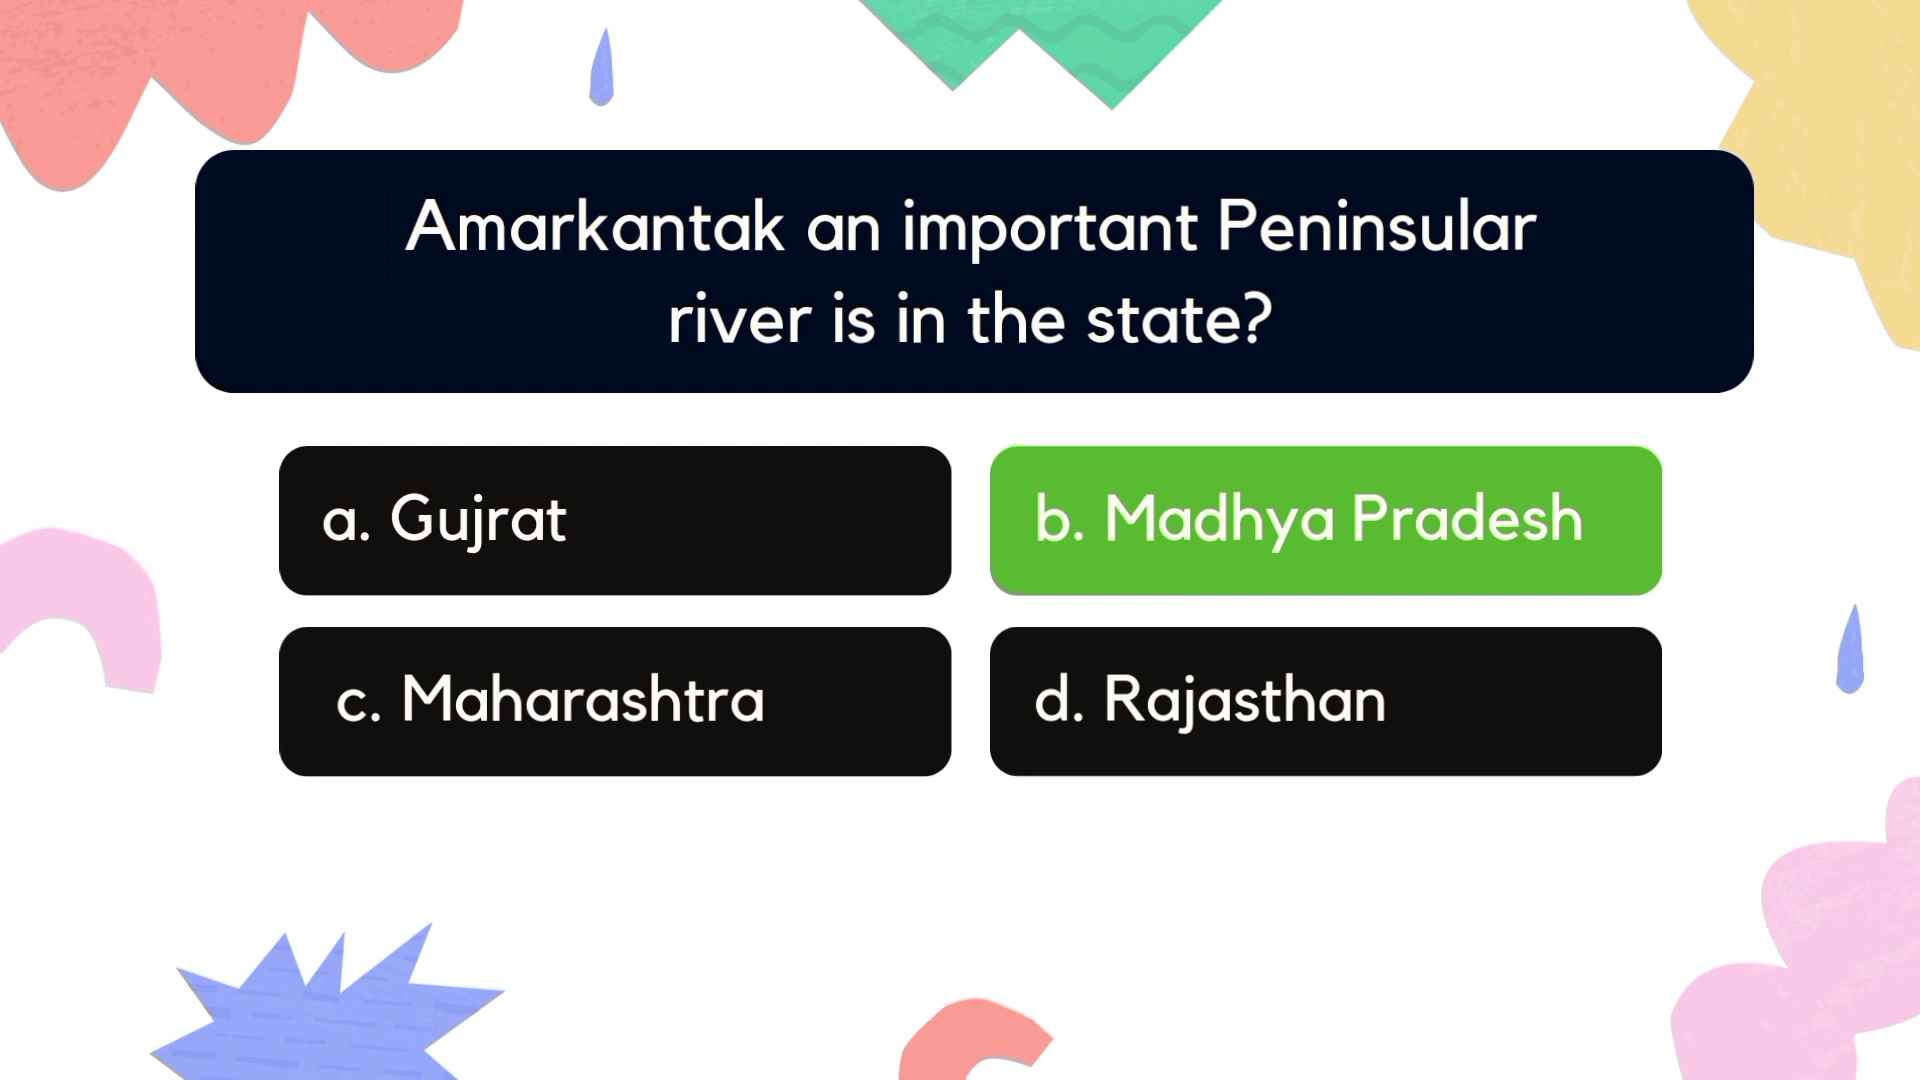 Amarkantak an important Peninsular
river is in the state?
a. Gujrat
b. Madhya Pradesh
c. Maharashtra
d. Rajasthan